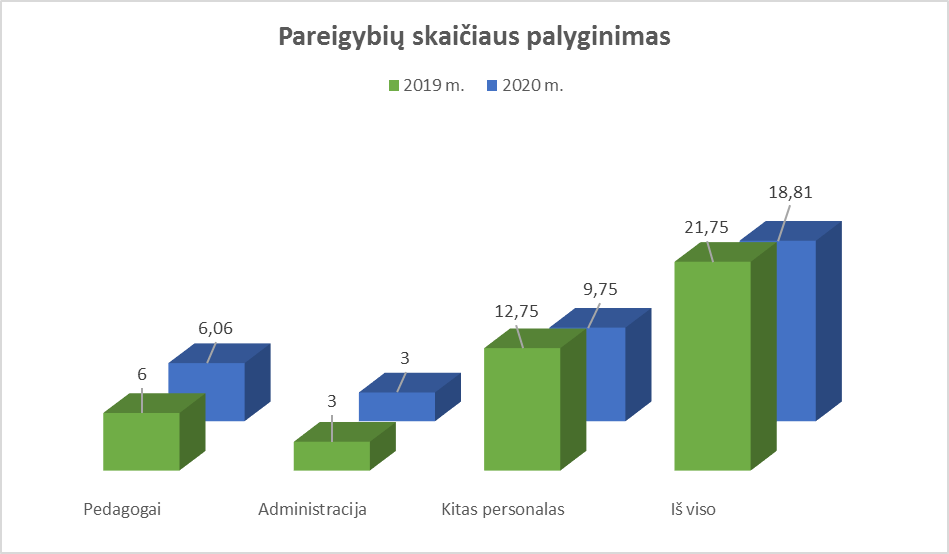 Pareigybių skaičiaus palyginimas
2019 m. 2020 m.
18,81
21,75
9,75
12,75
6,06
3
6
3
Pedagogai Administracija Kitas personalas Iš viso